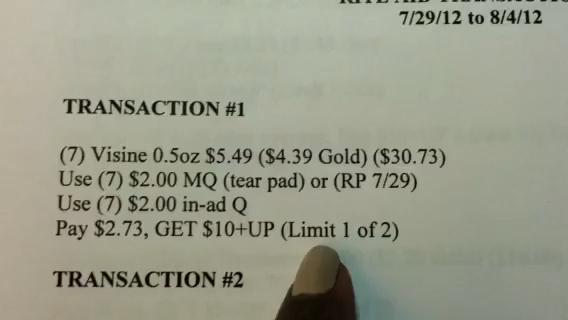 7/29/12 to 8/4/12
TRANSACTION #1
(7) Visine 0.5oz $5.49 ($4.39 Gold) ($30.73)
Use (7) $2.00 MQ (tear pad) or (RP 7/29)
Use (7) $2.00 in-ad Q
Pay $2.73, GET $10+UP (Limit 1 of 2)
TRANSACTION #2